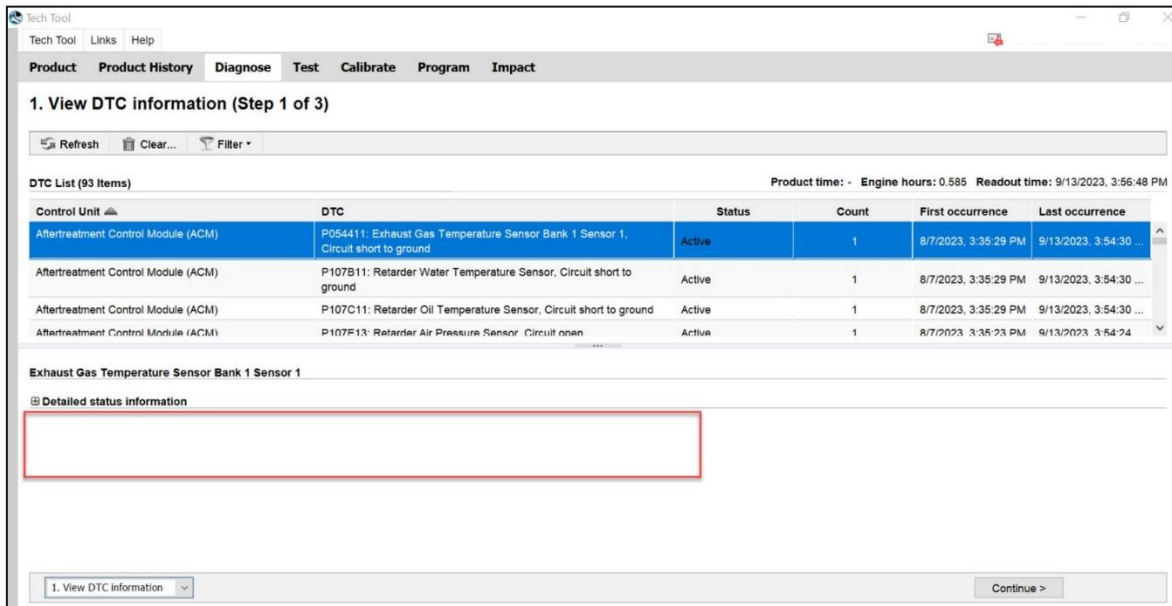 Tech Tool
Tech Tool Links Help
Product Product History Diagnose Test Calibrate Program Impact
1. View DTC information (Step 1 of 3)
Refresh Clear... Filter
DTC List (93 Items) Product time: - Engine hours: 0.585 Readout time: 9/13/2023, 3:56:48 PM
Control Unit DTC Status Count First occurrence Last occurrence
Aftertreatment Control Module (ACM) P054411: Exhaust Gas Temperature Sensor Bank 1 Sensor 1, Active 1 8/7/2023, 3:35:29 PM 9/13/2023, 3:54:30 ...
Circuit short to ground
Aftertreatment Control Module (ACM) P107B11: Retarder Water Temperature Sensor, Circuit short to Active 1 8/7/2023, 3:35:29 PM 9/13/2023, 3:54:30 ...
ground
Aftertreatment Control Module (ACM) P107C11: Retarder Oil Temperature Sensor, Circuit short to ground Active 1 8/7/2023, 3:35:29 PM 9/13/2023, 3:54:30 ...
Aftertreatment Control Module (ACM) P107E13: Retarder Air Pressure Sensor, Circuit open Active 1 8/7/2023, 3:35:23 PM 9/13/2023, 3:54:24
Exhaust Gas Temperature Sensor Bank 1 Sensor 1
Detailed status information
1. View DTC information Continue >